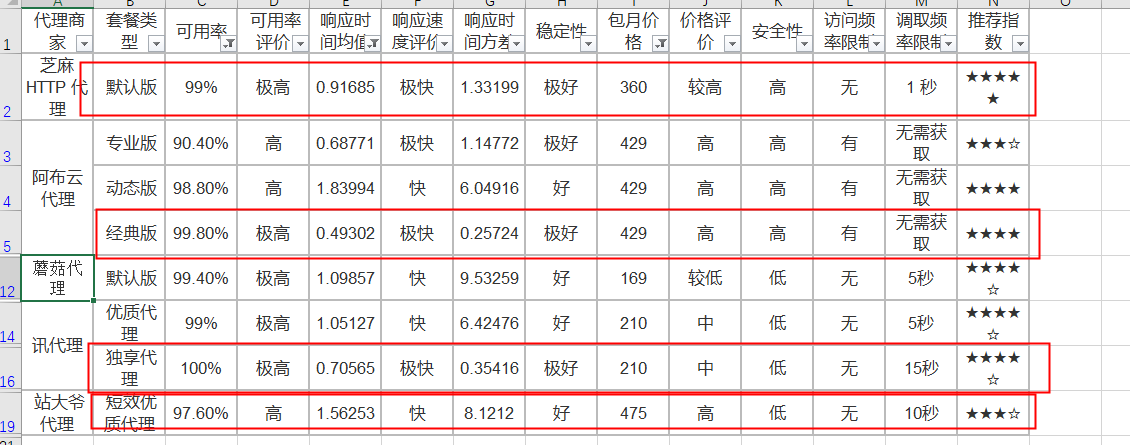 A B C D E F G H I J K L M N O
1 代理商家 套餐类型 可用率 可用率评价 响应时间均值 响应速度评价 响应时间方差 稳定性 包月价格 价格评价 安全性 访问频率限制 调取频率限制 推荐指数
2 芝麻HTTP 代理 默认版 99% 极高 0.91685 极快 1.33199 极好 360 较高 高 无 1 秒 ★★★★★
3 阿布云代理 专业版 90.40% 高 0.68771 极快 1.14772 极好 429 高 高 有 无需获取 ★★★☆
4 动态版 98.80% 高 1.83994 快 6.04916 好 429 高 高 有 无需获取 ★★★★
5 经典版 99.80% 极高 0.49302 极快 0.25724 极好 429 高 高 有 无需获取 ★★★★
12 蘑菇代理 默认版 99.40% 极高 1.09857 快 9.53259 好 169 较低 低 无 5秒 ★★★★☆
14 讯代理 优质代理 99% 极高 1.05127 快 6.42476 好 210 中 低 无 5秒 ★★★★☆
16 独享代理 100% 极高 0.70565 极快 0.35416 极好 210 中 低 无 15秒 ★★★★☆
19 站大爷代理 短效优质代理 97.60% 高 1.56253 快 8.1212 好 475 高 低 无 10秒 ★★★☆